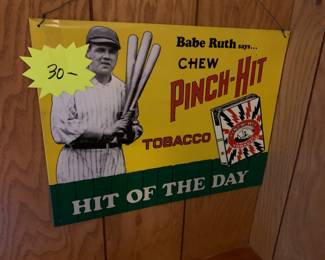 Babe Ruth says...
CHEW
PINCH-HIT
TOBACCO
HIT OF THE DAY
30-